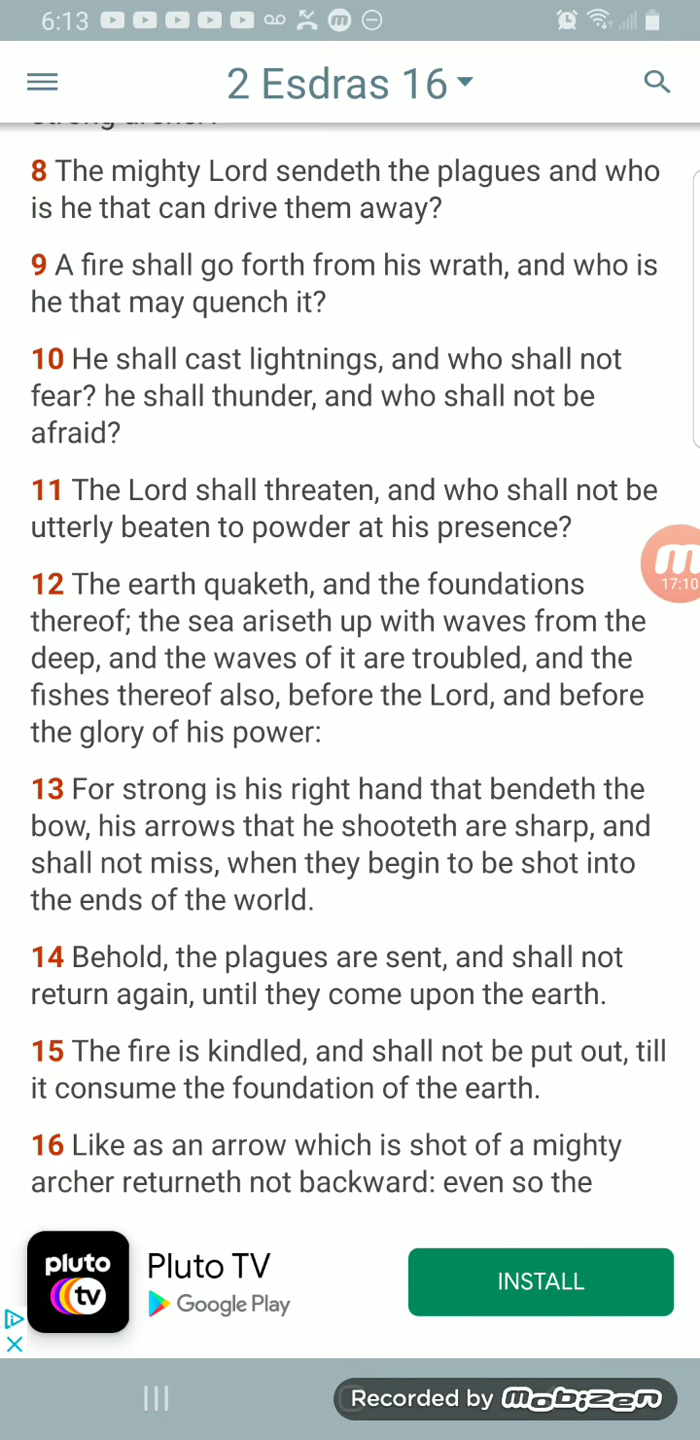 6:13
2 Esdras 16
8 The mighty Lord sendeth the plagues and who
is he that can drive them away?
9 A fire shall go forth from his wrath, and who is
he that may quench it?
10 He shall cast lightnings, and who shall not
fear? he shall thunder, and who shall not be
afraid?
11 The Lord shall threaten, and who shall not be
utterly beaten to powder at his presence?
m
17:10
12 The earth quaketh, and the foundations
thereof; the sea ariseth up with waves from the
deep, and the waves of it are troubled, and the
fishes thereof also, before the Lord, and before
the glory of his power:
13 For strong is his right hand that bendeth the
bow, his arrows that he shooteth are sharp, and
shall not miss, when they begin to be shot into
the ends of the world.
14 Behold, the plagues are sent, and shall not
return again, until they come upon the earth.
15 The fire is kindled, and shall not be put out, till
it consume the foundation of the earth.
16 Like as an arrow which is shot of a mighty
archer returneth not backward: even so the
pluto
tv
Pluto TV
Google Play
INSTALL
Recorded by mobizen